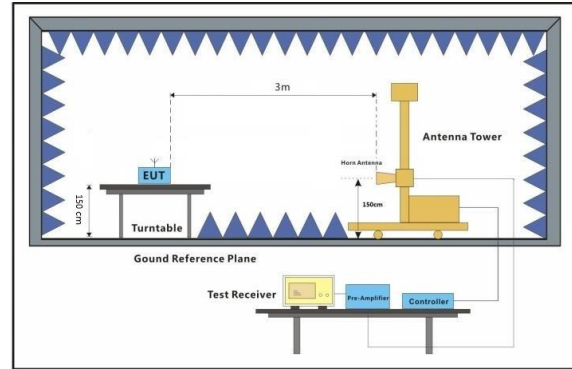 3m
Antenna Tower
Horn Antenna
EUT
150 cm
150cm
Turntable
Gound Reference Plane
Test Receiver
Pre-Amplifier
Controller